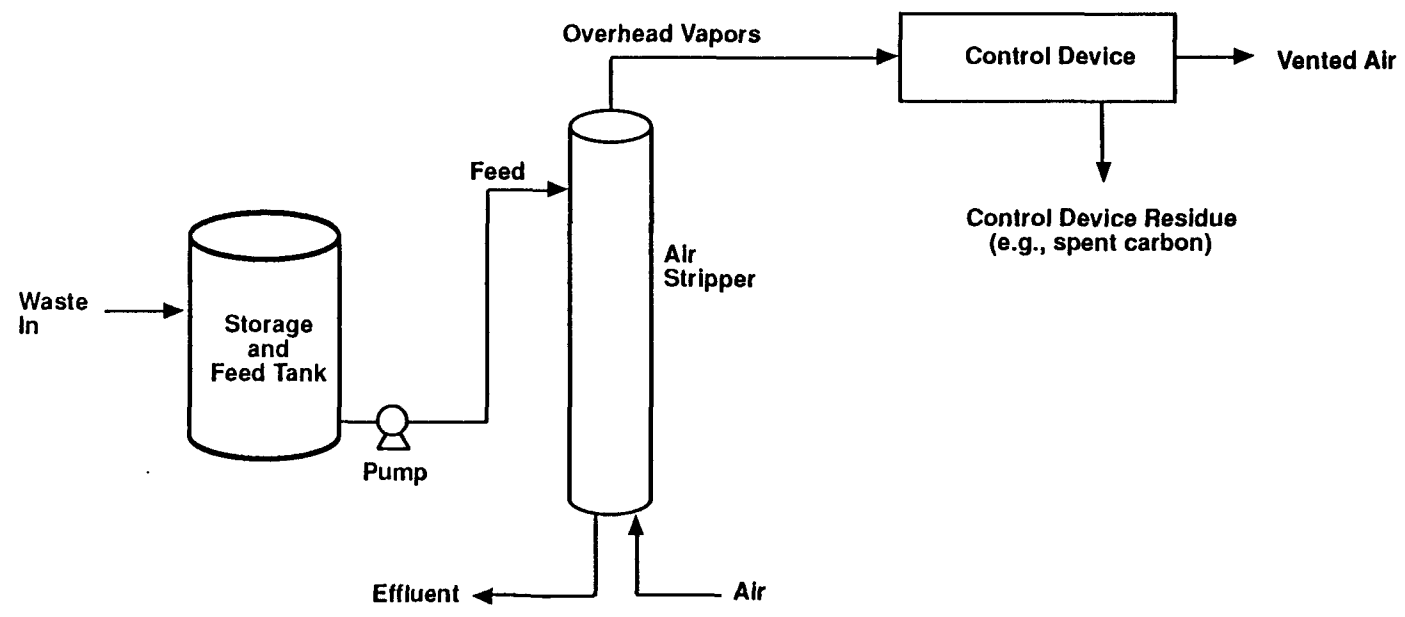 Overhead Vapors
Control Device
Vented Air
Feed
Control Device Residue
(e.g., spent carbon)
Air
Stripper
Waste
In
Storage
and
Feed Tank
Pump
Effluent
Air